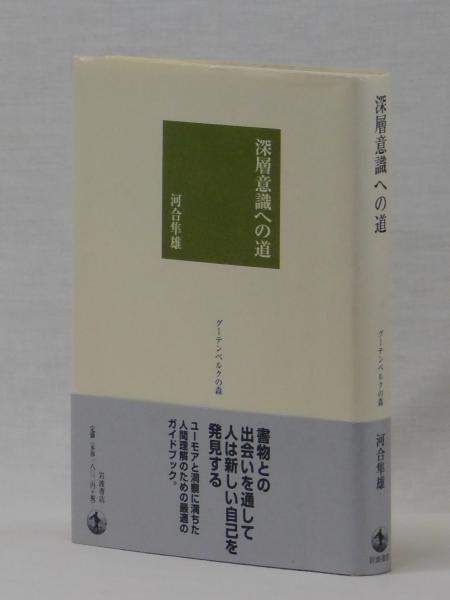 深層意識への道
河合隼雄
グーテンベルクの森
書物との
出会いを通して
人は新しい自己を
発見する
ユーモアと洞察に満ちた
人間理解のための最適の
ガイドブック。
岩波書店
深層意識への道
グーテンベルクの森
河合隼雄
岩波書店